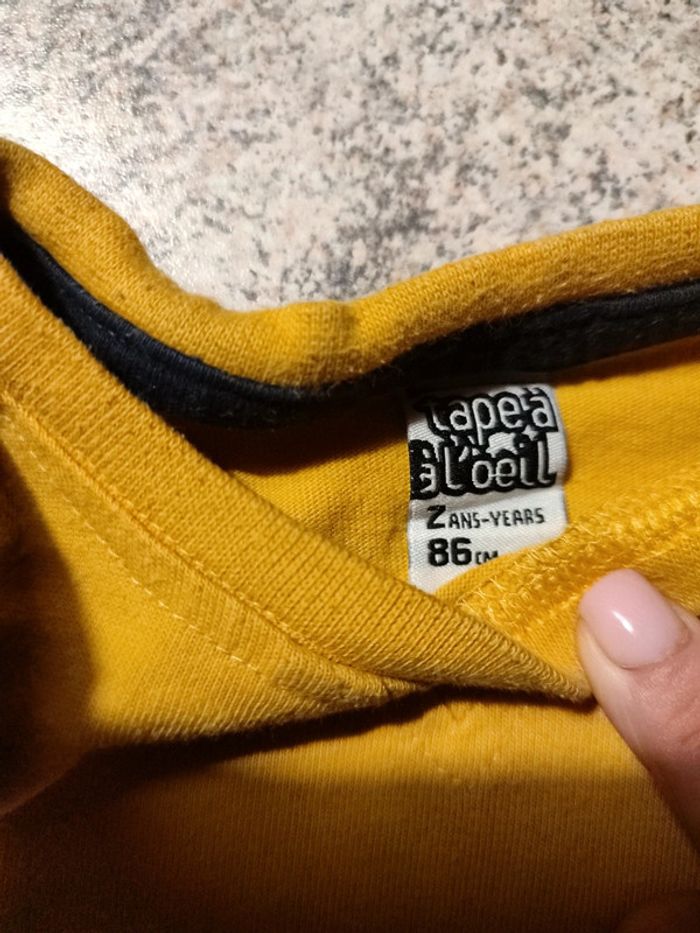 tape à
l'oeil
2 ANS-YEARS
86 CM